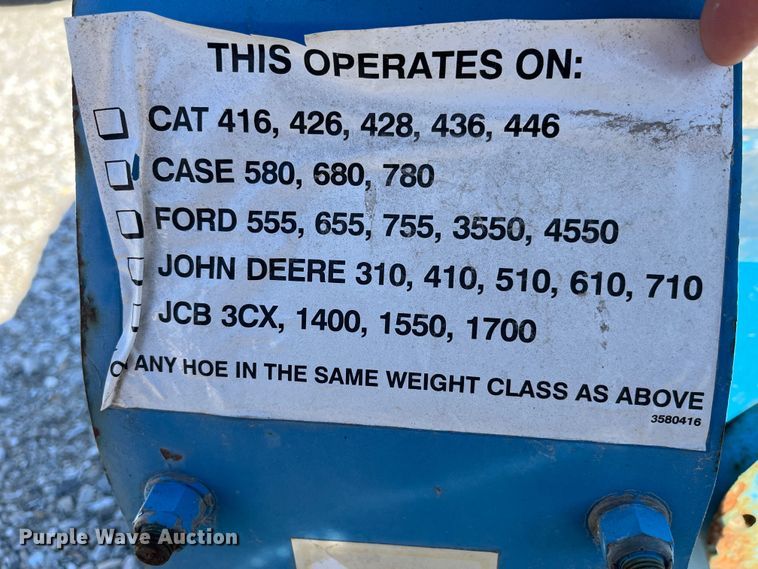 THIS OPERATES ON:
CAT 416, 426, 428, 436, 446
CASE 580, 680, 780
FORD 555, 655, 755, 3550, 4550
JOHN DEERE 310, 410, 510, 610, 710
JCB 3CX, 1400, 1550, 1700
ANY HOE IN THE SAME WEIGHT CLASS AS ABOVE
3580416
Purple Wave Auction